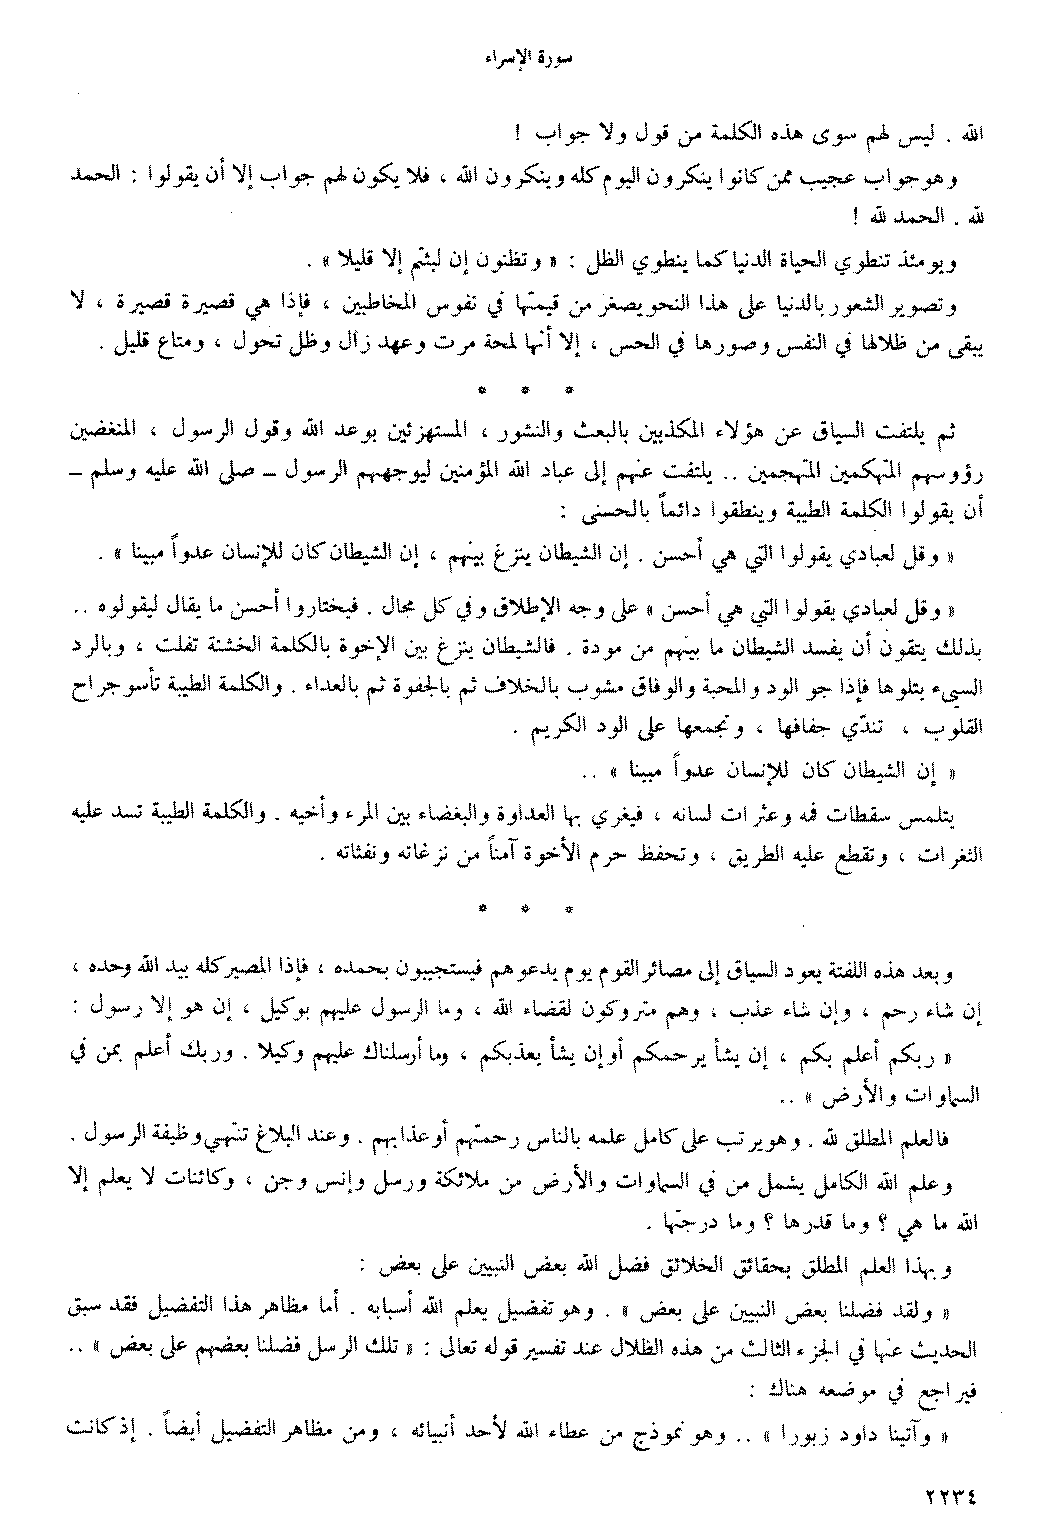 سورة الإسراء
الله . ليس لهم سوى هذه الكلمة من قول ولا جواب !
وهو جواب عجيب ممن كانوا ينكرون اليوم كله وينكرون الله ، فلا يكون لهم جواب إلا أن يقولوا : الحمد
لله . الحمد لله !
ويومئذ تنطوي الحياة الدنيا كما ينطوي الظل : « وتظنون إن لبثتم إلا قليلا » .
وتصوير الشعور بالدنيا على هذا النحو يصغر من قيمتها في نفوس المخاطبين ، فإذا هي قصيرة قصيرة ، لا
يبقى من ظلالها في النفس وصورها في الحس ، إلا أنها لمحة مرت وعهد زال وظل تحول ، ومتاع قليل .
* * *
ثم يلتفت السياق عن هؤلاء المكذبين بالبعث والنشور ، المستهزئين بوعد الله وقول الرسول ، المنغضين
رؤوسهم المتهكمين المتهجمين .. يلتفت عنهم إلى عباد الله المؤمنين ليوجههم الرسول – صلى الله عليه وسلم –
أن يقولوا الكلمة الطيبة وينطقوا دائماً بالحسنى :
« وقل لعبادي يقولوا التي هي أحسن . إن الشيطان ينزغ بينهم ، إن الشيطان كان للإنسان عدواً مبينا » .
« وقل لعبادي يقولوا التي هي أحسن » على وجه الإطلاق وفي كل مجال . فيختاروا أحسن ما يقال ليقولوه ..
بذلك يتقون أن يفسد الشيطان ما بينهم من مودة . فالشيطان ينزغ بين الإخوة بالكلمة الخشنة تفلت ، وبالرد
السيىء يتلوها فإذا جو الود والمحبة والوفاق مشوب بالخلاف ثم بالجفوة ثم بالعداء . والكلمة الطيبة تأسو جراح
القلوب ، تندّي جفافها ، وتجمعها على الود الكريم .
« إن الشيطان كان للإنسان عدواً مبينا » ..
يتلمس سقطات فمه وعثرات لسانه ، فيغري بها العداوة والبغضاء بين المرء وأخيه . والكلمة الطيبة تسد عليه
الثغرات ، وتقطع عليه الطريق ، وتحفظ حرم الأخوة آمناً من نزغاته ونفثاته .
* * *
وبعد هذه اللفتة يعود السياق إلى مصائر القوم يوم يدعوهم فيستجيبون بحمده ، فإذا المصير كله بيد الله وحده ،
إن شاء رحم ، وإن شاء عذب ، وهم متروكون لقضاء الله ، وما الرسول عليهم بوكيل ، إن هو إلا رسول :
« ربكم أعلم بكم ، إن يشأ يرحمكم أو إن يشأ يعذبكم ، وما أرسلناك عليهم وكيلا . وربك أعلم بمن في
السماوات والأرض » ..
فالعلم المطلق لله . وهو يرتب على كامل علمه بالناس رحمتهم أو عذابهم . وعند البلاغ تنتهي وظيفة الرسول .
وعلم الله الكامل يشمل من في السماوات والأرض من ملائكة ورسل وإنس وجن ، وكائنات لا يعلم إلا
الله ما هي ؟ وما قدرها ؟ وما درجتها .
وبهذا العلم المطلق بحقائق الخلائق فضل الله بعض النبيين على بعض :
« ولقد فضلنا بعض النبيين على بعض » . وهو تفضيل يعلم الله أسبابه . أما مظاهر هذا التفضيل فقد سبق
الحديث عنها في الجزء الثالث من هذه الظلال عند تفسير قوله تعالى : « تلك الرسل فضلنا بعضهم على بعض » ..
فيراجع في موضعه هناك :
« وآتينا داود زبورا » .. وهو نموذج من عطاء الله لأحد أنبيائه ، ومن مظاهر التفضيل أيضاً . إذ كانت
٢٢٣٤